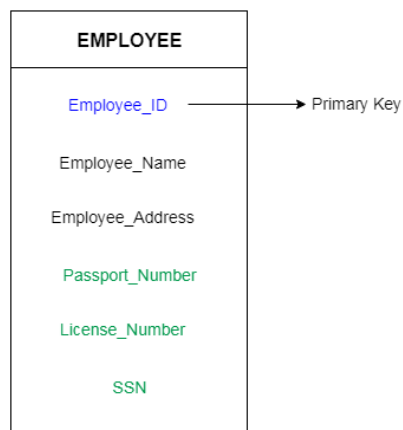 EMPLOYEE
Employee_ID
Primary Key
Employee_Name
Employee_Address
Passport_Number
License_Number
SSN